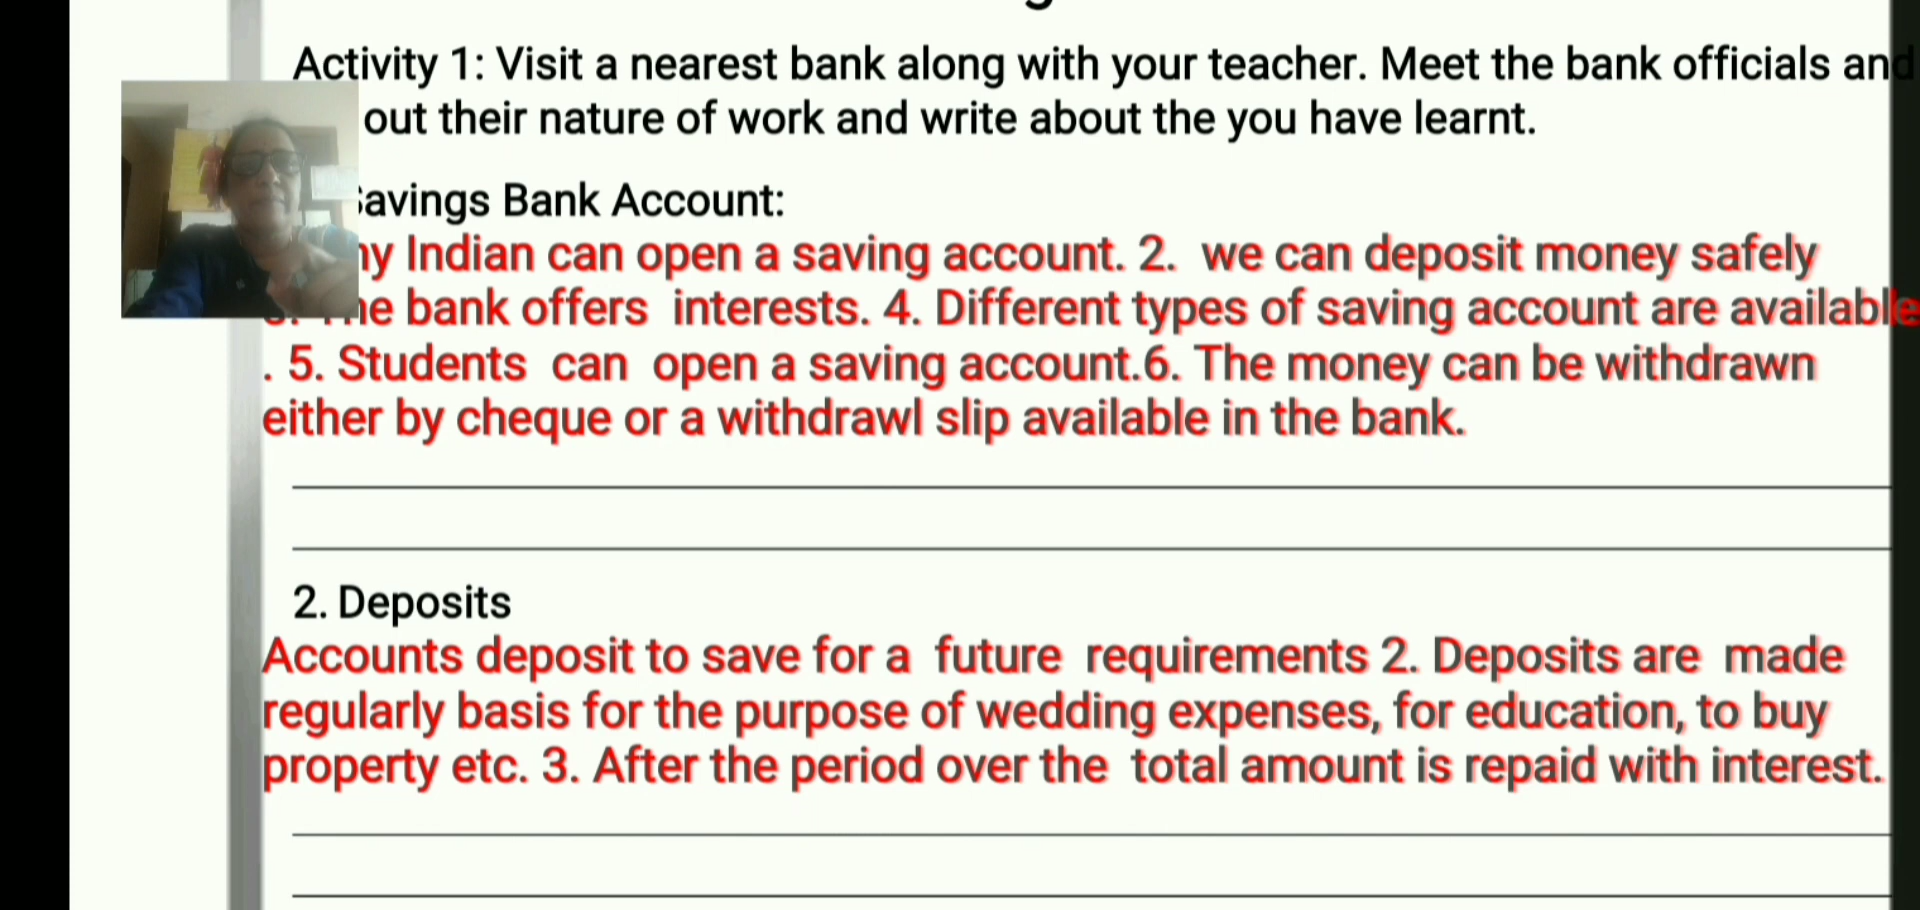 Activity 1: Visit a nearest bank along with your teacher. Meet the bank officials and
out their nature of work and write about the you have learnt.
Savings Bank Account:
Indian can open a saving account. 2. we can deposit money safely
bank offers interests. 4. Different types of saving account are available
. 5. Students can open a saving account.6. The money can be withdrawn
either by cheque or a withdrawl slip available in the bank.
2. Deposits
Accounts deposit to save for a future requirements 2. Deposits are made
regularly basis for the purpose of wedding expenses, for education, to buy
property etc. 3. After the period over the total amount is repaid with interest.